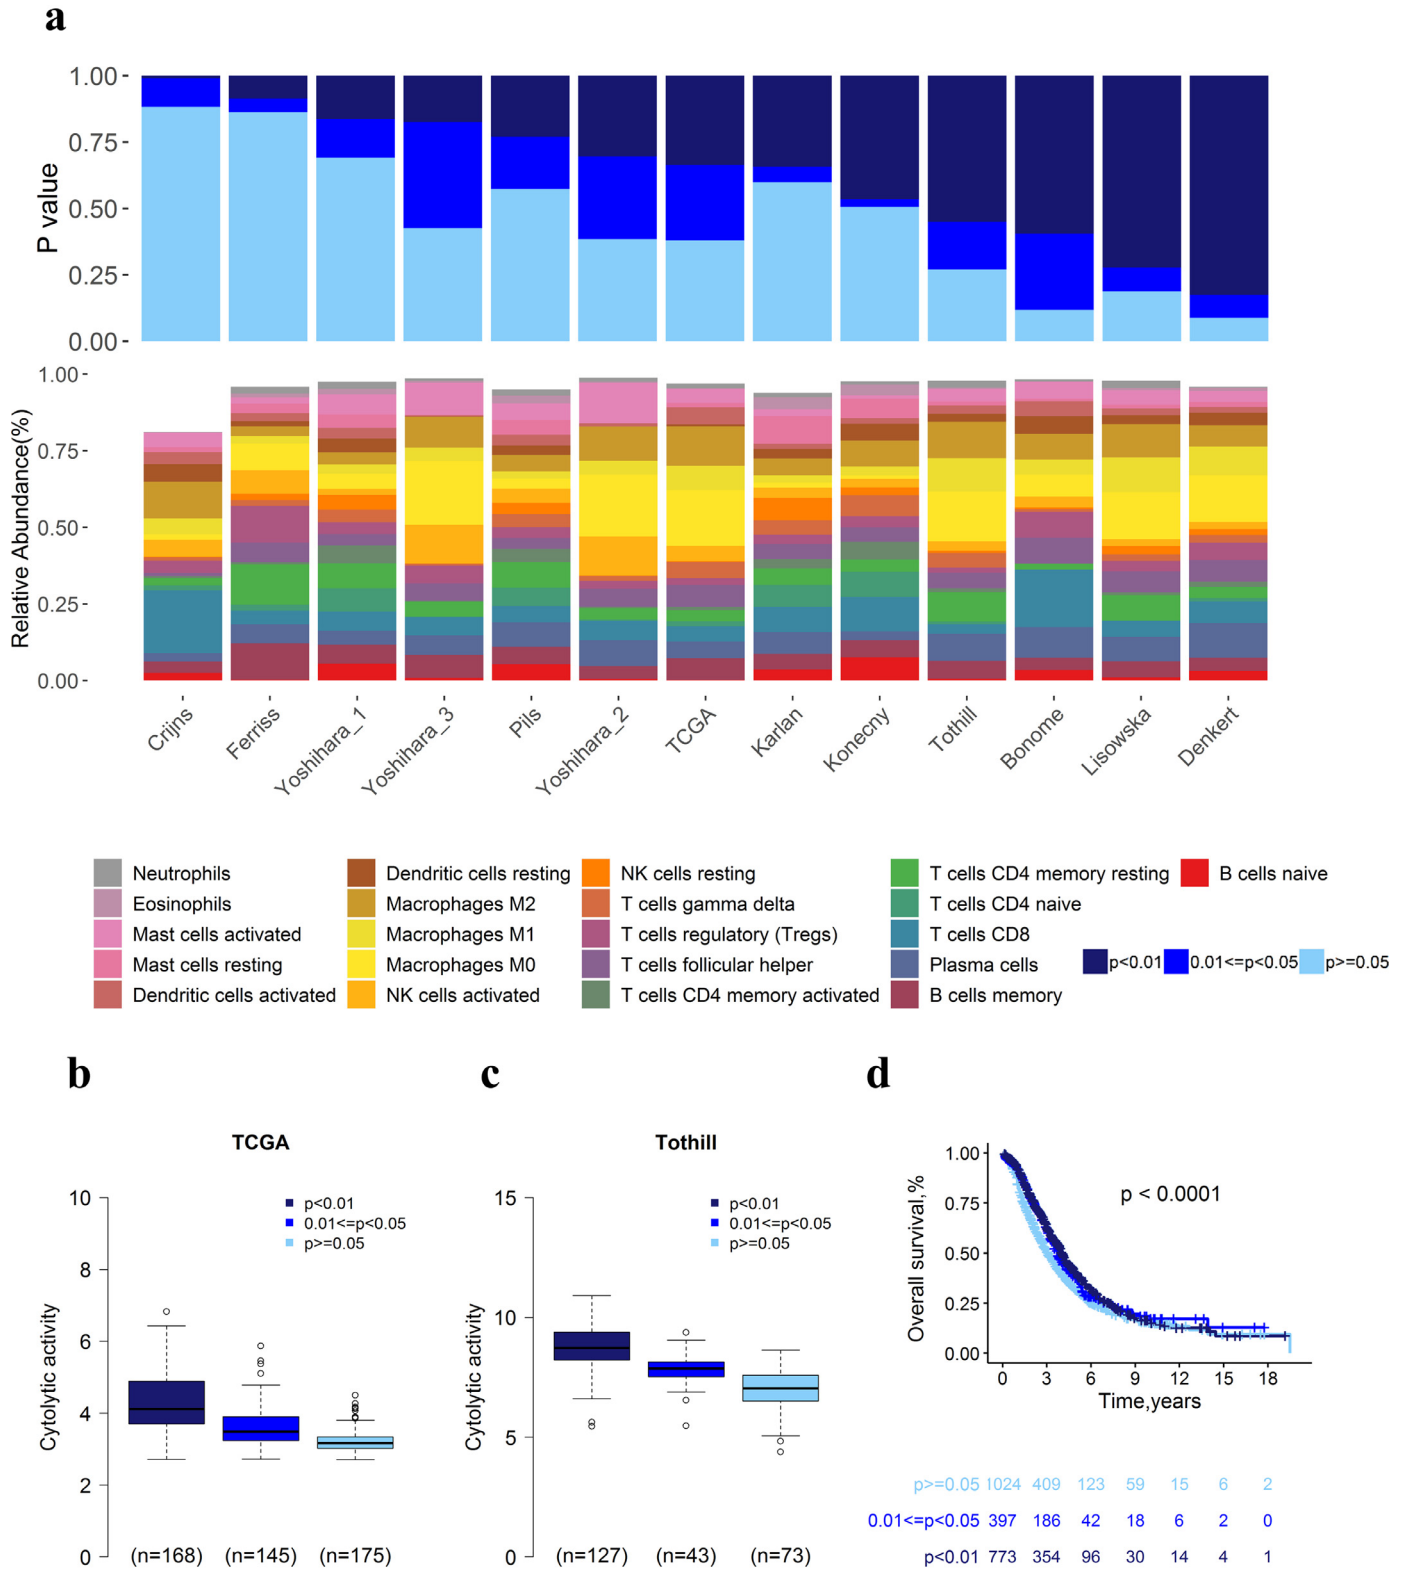 a
1.00
0.75
0.50
0.25
0.00
P value
1.00
0.75
0.50
0.25
0.00
Relative Abundance(%)
Crijns
Ferriss
Yoshihara_1
Yoshihara_3
Pils
Yoshihara_2
TCGA
Karlan
Konecny
Tothill
Bonome
Lisowska
Denkert
Neutrophils
Eosinophils
Mast cells activated
Mast cells resting
Dendritic cells activated
Dendritic cells resting
Macrophages M2
Macrophages M1
Macrophages M0
NK cells activated
NK cells resting
T cells gamma delta
T cells regulatory (Tregs)
T cells follicular helper
T cells CD4 memory activated
T cells CD4 memory resting
T cells CD4 naive
T cells CD8
Plasma cells
B cells memory
B cells naive
p<0.01 0.01<=p<0.05 p>=0.05
b
TCGA
10
8
6
4
2
0
Cytolytic activity
p<0.01
0.01<=p<0.05
p>=0.05
(n=168) (n=145) (n=175)
c
Tothill
15
10
5
0
Cytolytic activity
p<0.01
0.01<=p<0.05
p>=0.05
(n=127) (n=43) (n=73)
d
1.00
0.75
0.50
0.25
0.00
Overall survival,%
p < 0.0001
0 3 6 9 12 15 18
Time,years
p>=0.05 1024 409 123 59 15 6 2
0.01<=p<0.05 397 186 42 18 6 2 0
p<0.01 773 354 96 30 14 4 1